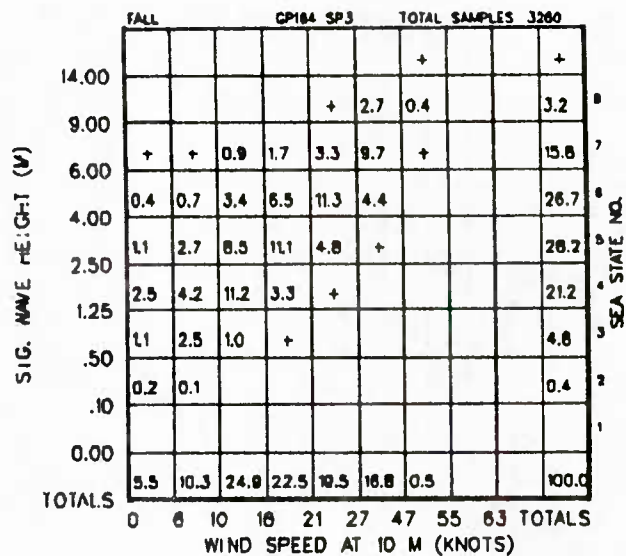 FALL GP164 SP3 TOTAL SAMPLES 3260
+ +
14.00
+ 2.7 0.4 3.2 8
9.00
+ + 0.9 1.7 3.3 9.7 + 15.8 7
6.00
0.4 0.7 3.4 6.5 11.3 4.4 26.7 6
4.00
1.1 2.7 8.5 11.1 4.8 + 28.2 5
2.50
2.5 4.2 11.2 3.3 + 21.2 4
1.25
1.1 2.5 1.0 + 4.6 3
.50
0.2 0.1 0.4 2
.10
1
0.00
5.5 10.3 24.9 22.5 19.5 16.8 0.5 100.0
TOTALS
0 6 10 16 21 27 47 55 63 TOTALS
WIND SPEED AT 10 M (KNOTS)
SIG. WAVE HEIGHT (M)
SEA STATE NO.